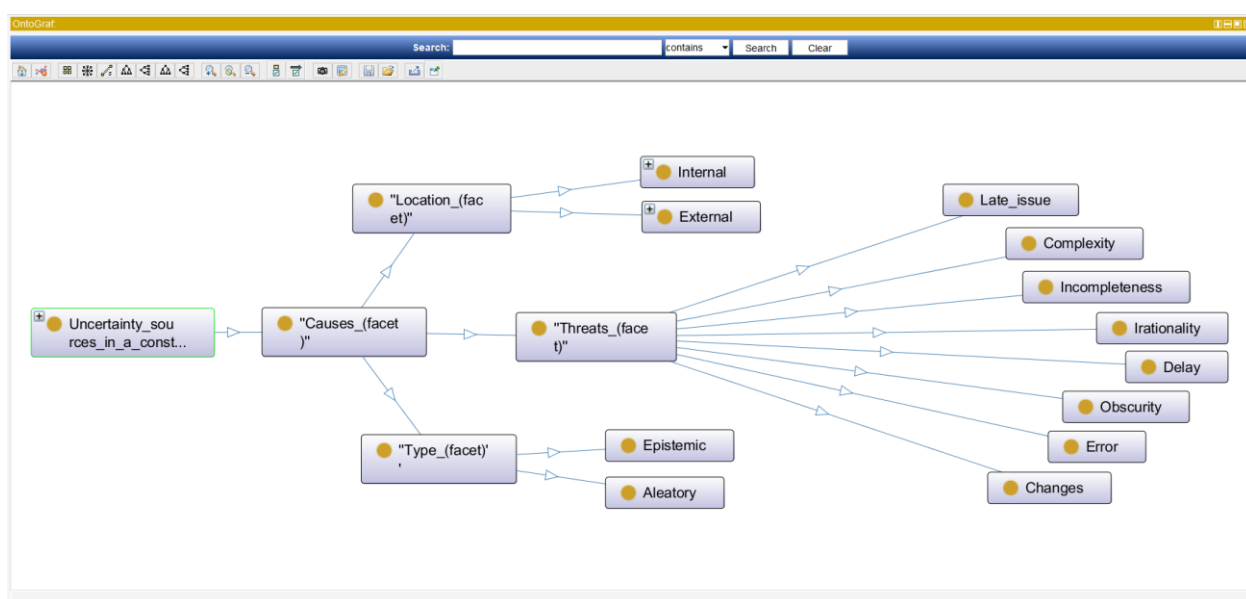 OntoGraf:
Search:
contains
Search
Clear
Internal
"Location_(fac
et)"
Late_issue
External
Complexity
Incompleteness
Uncertainty_sou
rces_in_a_const...
"Causes_(facet
)"
"Threats_(face
t)"
Irationality
Delay
Obscurity
"Type_(facet)'
'
Epistemic
Error
Aleatory
Changes